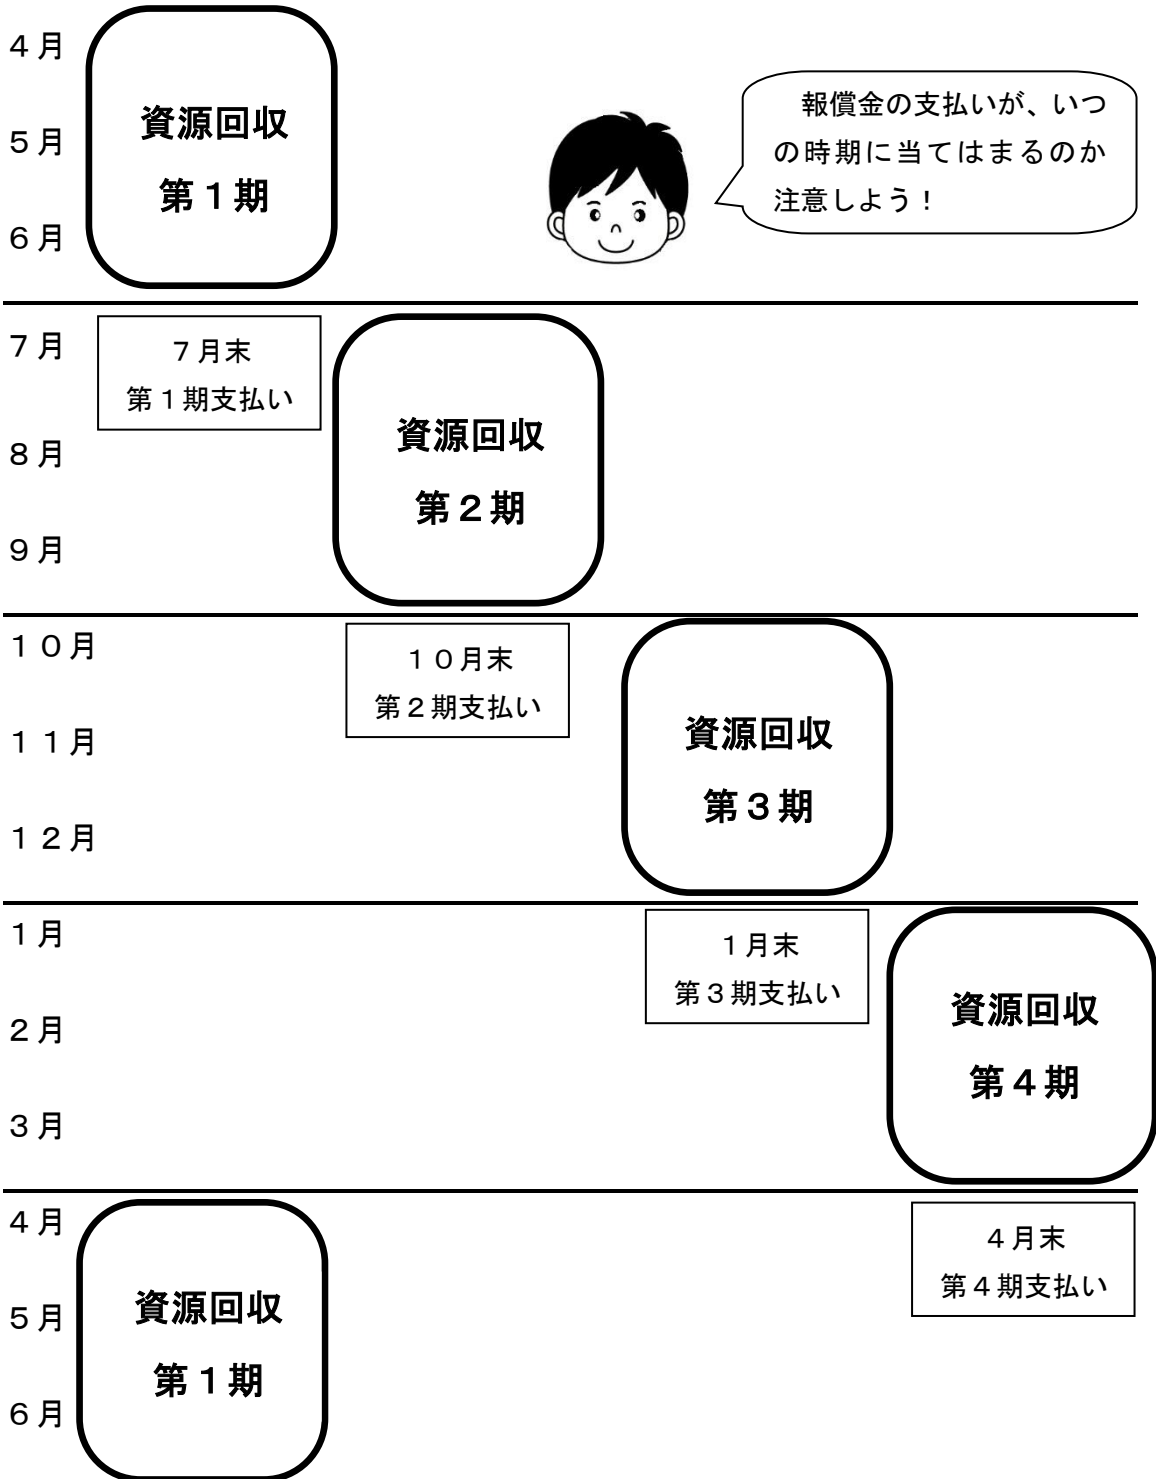 4月
5月
6月
資源回収
第1期
報償金の支払いが、いつ
の時期に当てはまるのか
注意しよう！
7月
8月
9月
7月末
第1期支払い
資源回収
第2期
10月
11月
12月
10月末
第2期支払い
資源回収
第3期
1月
2月
3月
1月末
第3期支払い
資源回収
第4期
4月
5月
6月
資源回収
第1期
4月末
第4期支払い